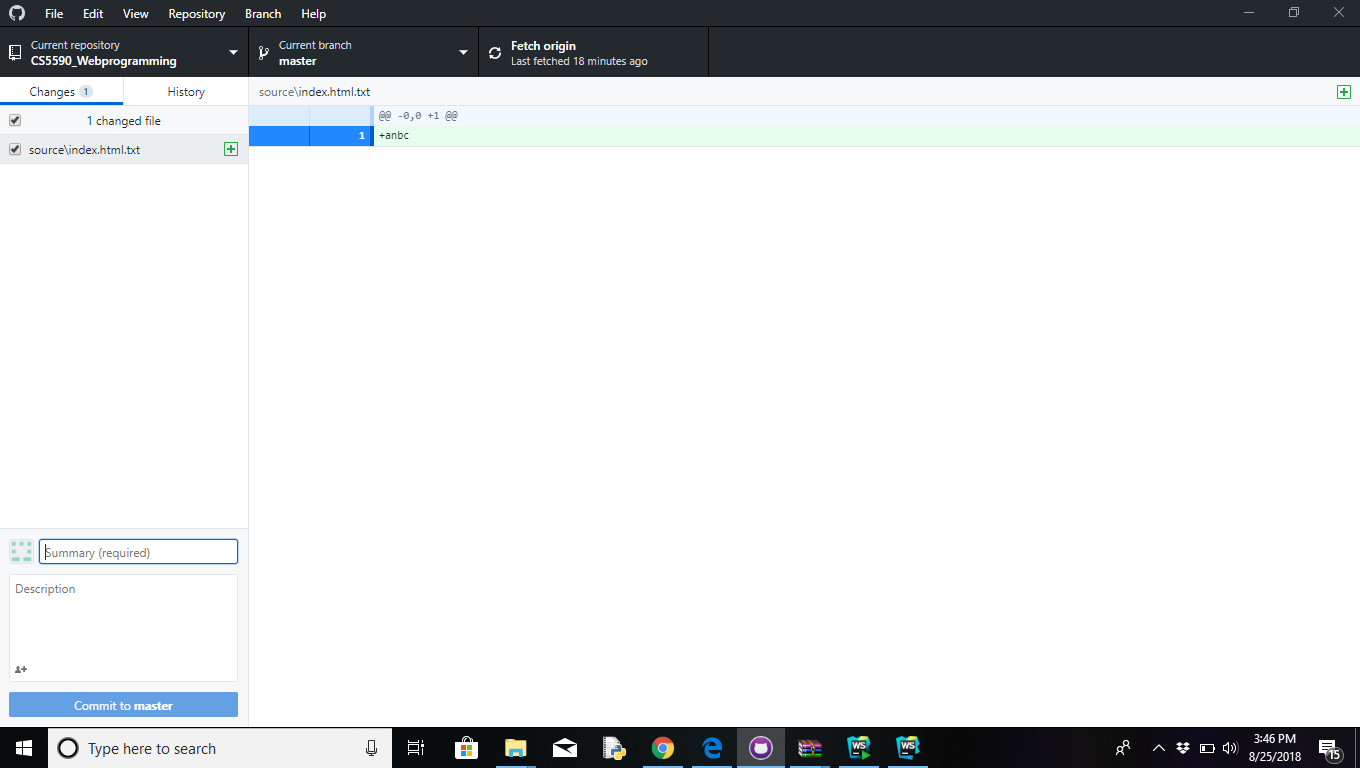 File Edit View Repository Branch Help
Current repository
CS5590_Webprogramming
Current branch
master
Fetch origin
Last fetched 18 minutes ago
Changes 1 History
source\index.html.txt
1 changed file
@@ -0,0 +1 @@
1 +anbc
source\index.html.txt
Summary (required)
Description
Commit to master
Type here to search
WS
WS
3:46 PM
8/25/2018
15